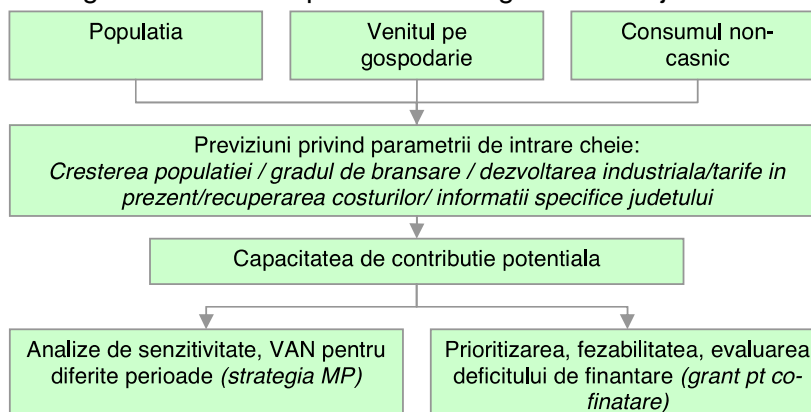 Populatia
Venitul pe
gospodarie
Consumul non-
casnic
Previziuni privind parametrii de intrare cheie:
Cresterea populatiei / gradul de bransare / dezvoltarea industriala/tarife in
prezent/recuperarea costurilor/ informatii specifice judetului
Capacitatea de contributie potentiala
Analize de senzitivitate, VAN pentru
diferite perioade (strategia MP)
Prioritizarea, fezabilitatea, evaluarea
deficitului de finantare (grant pt co-
finatare)